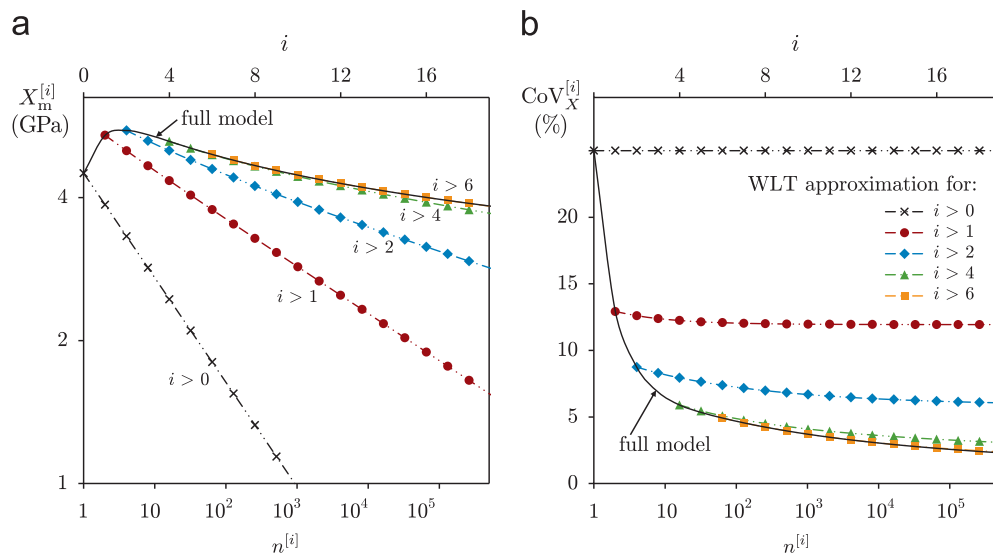 a
i
0 4 8 12 16
X_m^[i]
(GPa)
full model
4
i > 6
i > 4
i > 2
i > 1
2
i > 0
1
1 10 10^2 10^3 10^4 10^5
n^[i]
b
i
4 8 12 16
CoV_X^[i]
(%)
WLT approximation for:
i > 0
i > 1
i > 2
i > 4
i > 6
20
15
10
5
full model
0
1 10 10^2 10^3 10^4 10^5
n^[i]